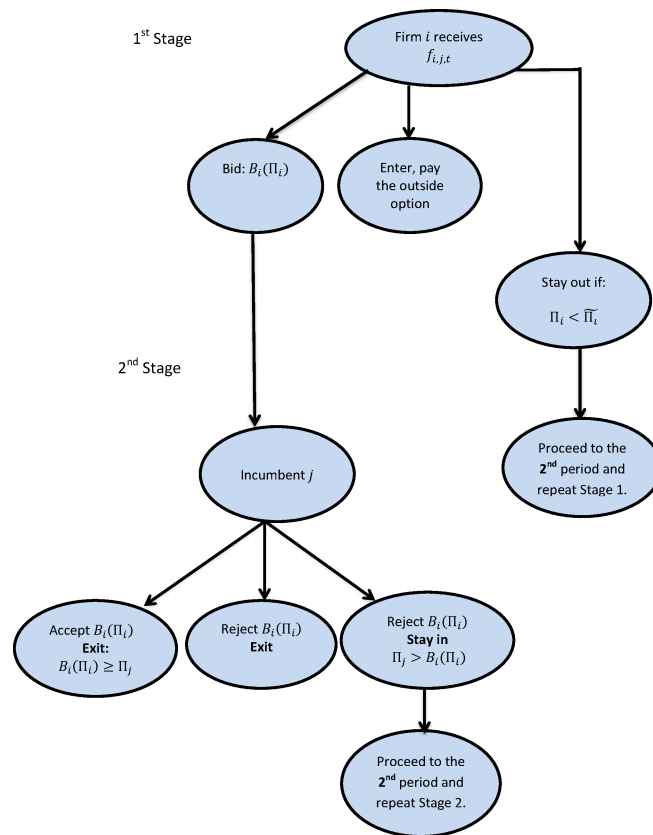 1st Stage
Firm i receives
f_{i,j,t}
Bid: B_i(Π_i)
Enter, pay
the outside
option
Stay out if:
Π_i < \widetilde{Π_i}
2nd Stage
Incumbent j
Proceed to the
2nd period and
repeat Stage 1.
Accept B_i(Π_i)
Exit:
B_i(Π_i) ≥ Π_j
Reject B_i(Π_i)
Exit
Reject B_i(Π_i)
Stay in
Π_j > B_i(Π_i)
Proceed to the
2nd period and
repeat Stage 2.